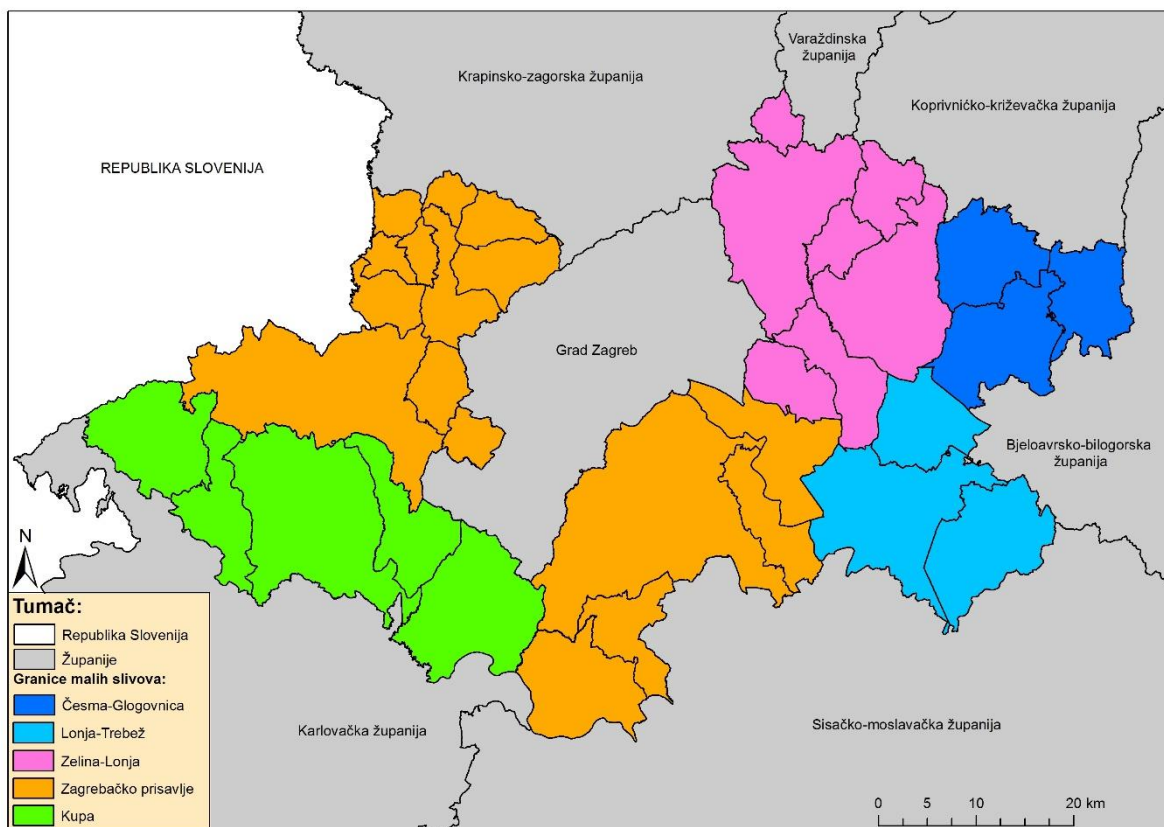 Varaždinska
županija
Krapinsko-zagorska županija
Koprivničko-križevačka županija
REPUBLIKA SLOVENIJA
Grad Zagreb
Bjeloavrsko-bilogorska
županija
N
Tumač:
Republika Slovenija
Županije
Granice malih slivova:
Česma-Glogovnica
Lonja-Trebež
Zelina-Lonja
Zagrebačko prisavlje
Kupa
Karlovačka županija
Sisačko-moslavačka županija
0 5 10 20 km